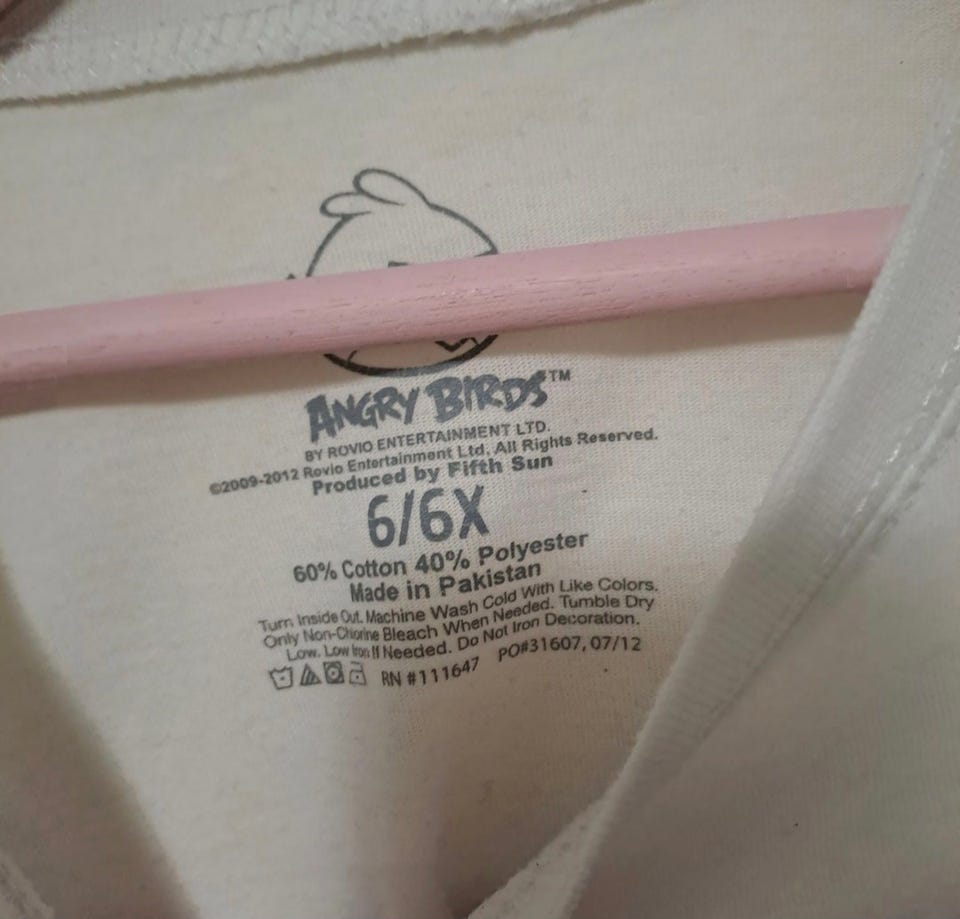 ANGRY BIRDS™
BY ROVIO ENTERTAINMENT LTD.
©2009-2012 Rovio Entertainment Ltd. All Rights Reserved.
Produced by Fifth Sun
6/6X
60% Cotton 40% Polyester
Made in Pakistan
Turn Inside Out. Machine Wash Cold With Like Colors.
Only Non-Chlorine Bleach When Needed. Tumble Dry
Low. Low Iron If Needed. Do Not Iron Decoration.
RN #111647 PO#31607, 07/12